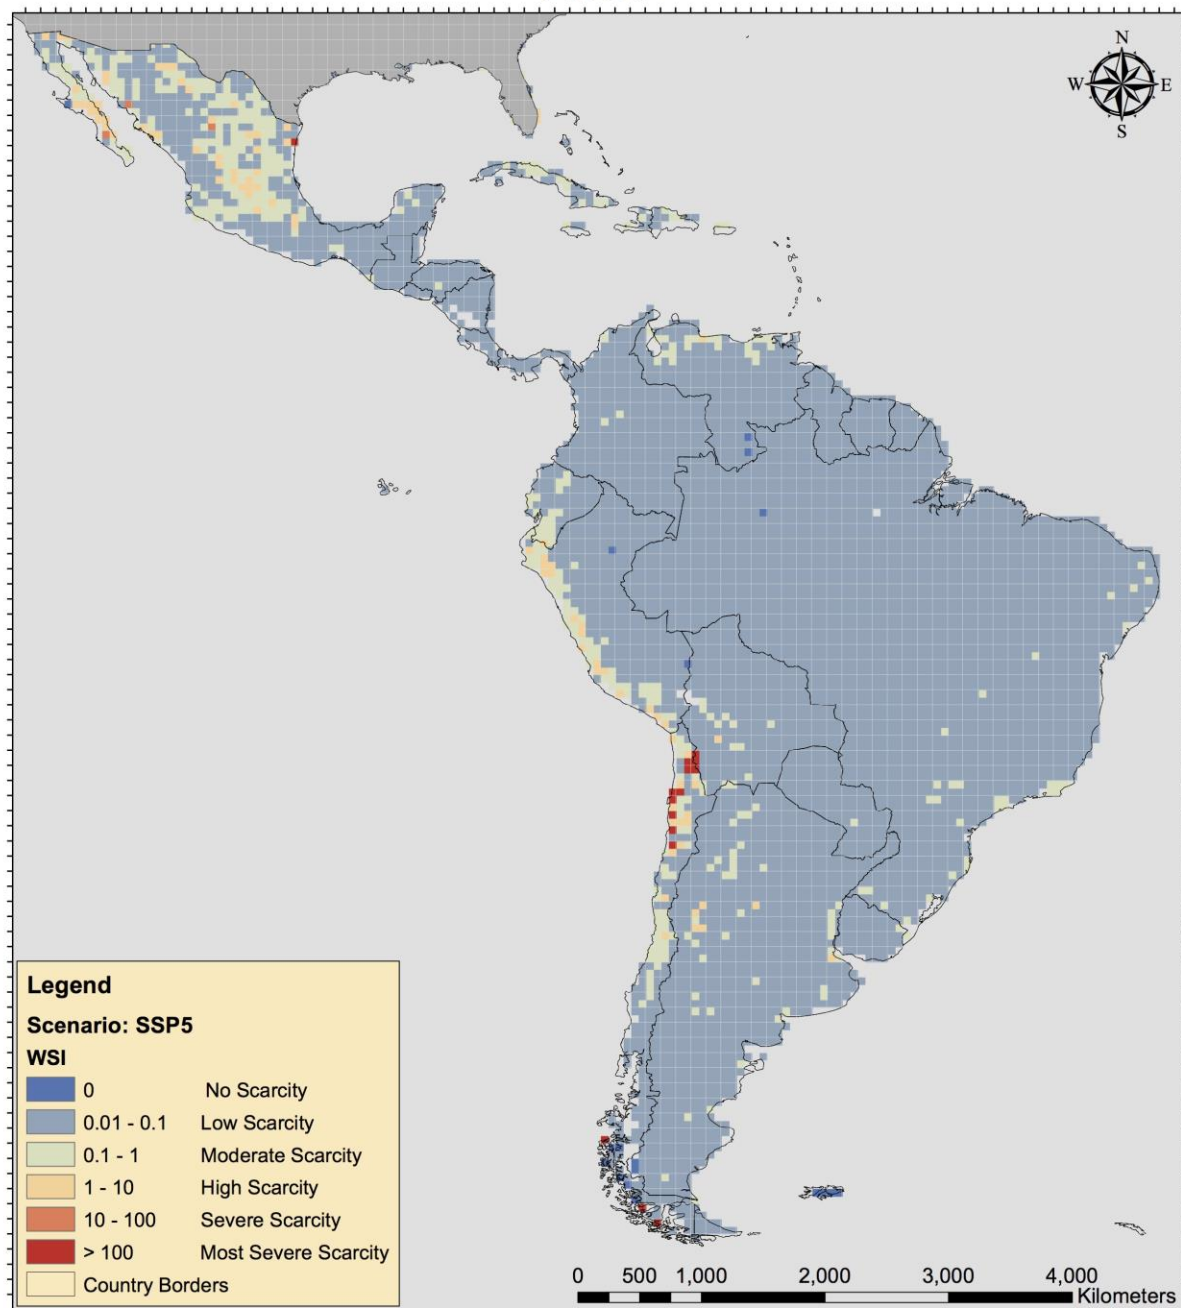 N
W E
S
Legend
Scenario: SSP5
WSI
0 No Scarcity
0.01 - 0.1 Low Scarcity
0.1 - 1 Moderate Scarcity
1 - 10 High Scarcity
10 - 100 Severe Scarcity
> 100 Most Severe Scarcity
Country Borders
0 500 1,000 2,000 3,000 4,000
Kilometers